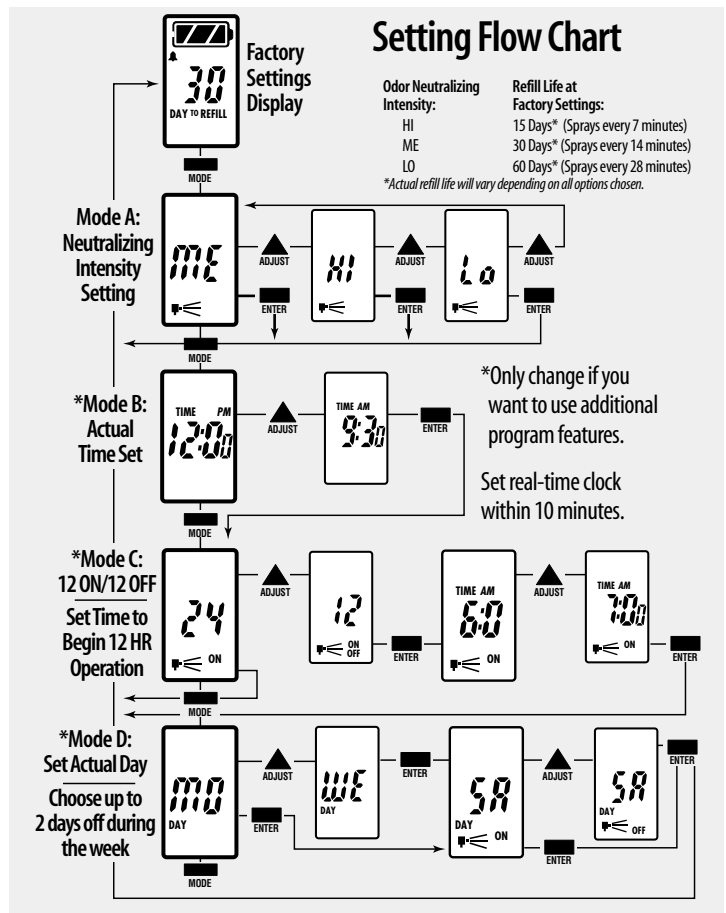 Setting Flow Chart
Factory
Settings
Display
30
DAY TO REFILL
Odor Neutralizing
Intensity:
Refill Life at
Factory Settings:
HI
15 Days* (Sprays every 7 minutes)
ME
30 Days* (Sprays every 14 minutes)
LO
60 Days* (Sprays every 28 minutes)
*Actual refill life will vary depending on all options chosen.
MODE
Mode A:
Neutralizing
Intensity
Setting
ME
ADJUST
ENTER
HI
ADJUST
ENTER
Lo
ADJUST
ENTER
MODE
*Mode B:
Actual
Time Set
TIME PM
12:00
ADJUST
TIME AM
9:30
ENTER
*Only change if you
want to use additional
program features.
Set real-time clock
within 10 minutes.
MODE
*Mode C:
12 ON/12 OFF
Set Time to
Begin 12 HR
Operation
24
ON
ADJUST
12
ON
OFF
ENTER
TIME AM
6:0
ON
ADJUST
TIME AM
7:00
ON
ENTER
MODE
*Mode D:
Set Actual Day
Choose up to
2 days off during
the week
MO
DAY
ADJUST
ENTER
WE
DAY
ENTER
SA
DAY
ON
ADJUST
ENTER
SA
DAY
OFF
ENTER
MODE